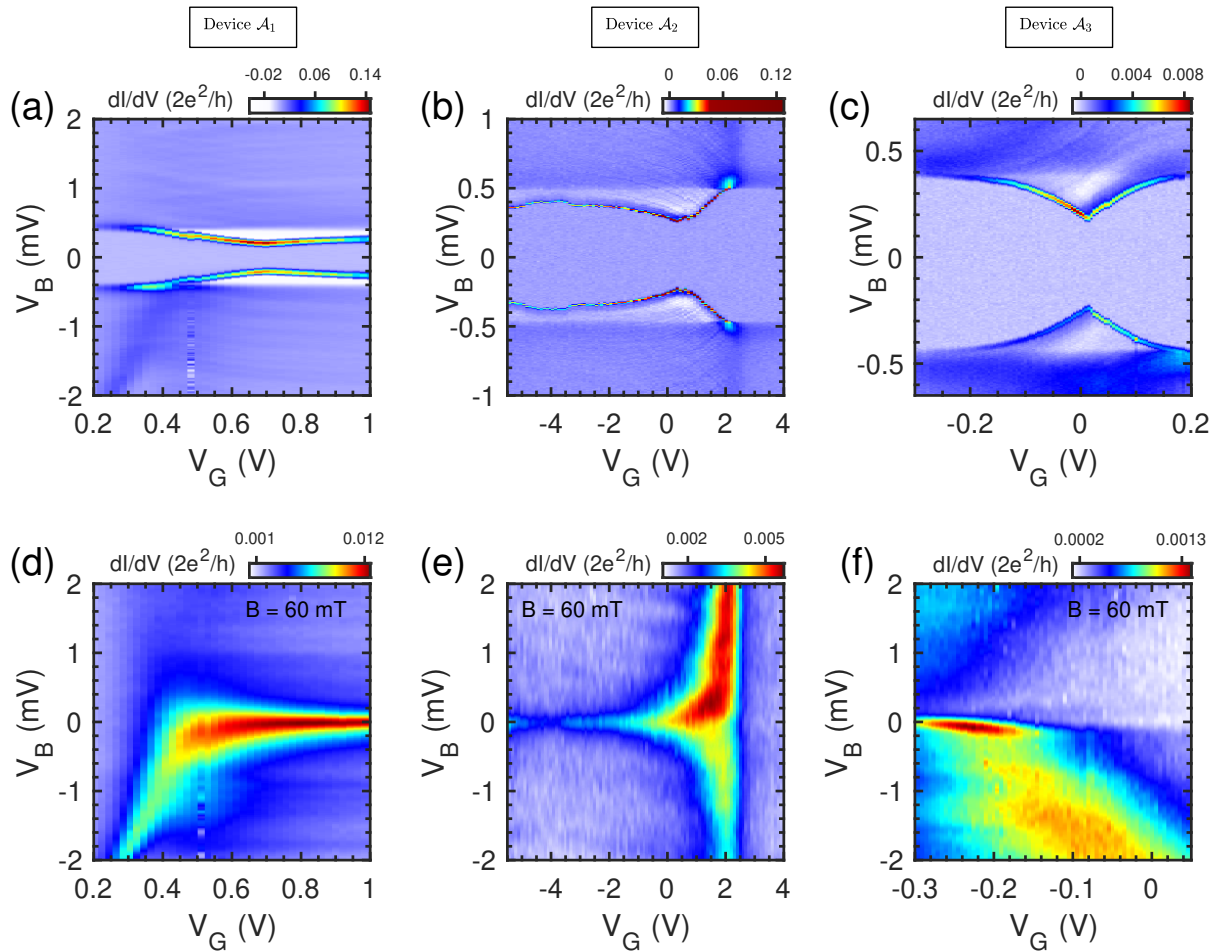 Device 𝒜₁ Device 𝒜₂ Device 𝒜₃
-0.02 0.06 0.14
(a) dI/dV (2e²/h)
2
1
0
-1
-2
V_B (mV)
0.2 0.4 0.6 0.8 1
V_G (V)
0 0.06 0.12
(b) dI/dV (2e²/h)
1
0.5
0
-0.5
-1
V_B (mV)
-4 -2 0 2 4
V_G (V)
0 0.004 0.008
(c) dI/dV (2e²/h)
0.5
0
-0.5
V_B (mV)
-0.2 0 0.2
V_G (V)
0.001 0.012
(d) dI/dV (2e²/h)
B = 60 mT
2
1
0
-1
-2
V_B (mV)
0.2 0.4 0.6 0.8 1
V_G (V)
0.002 0.005
(e) dI/dV (2e²/h)
B = 60 mT
2
1
0
-1
-2
V_B (mV)
-4 -2 0 2 4
V_G (V)
0.0002 0.0013
(f) dI/dV (2e²/h)
B = 60 mT
2
1
0
-1
-2
V_B (mV)
-0.3 -0.2 -0.1 0
V_G (V)